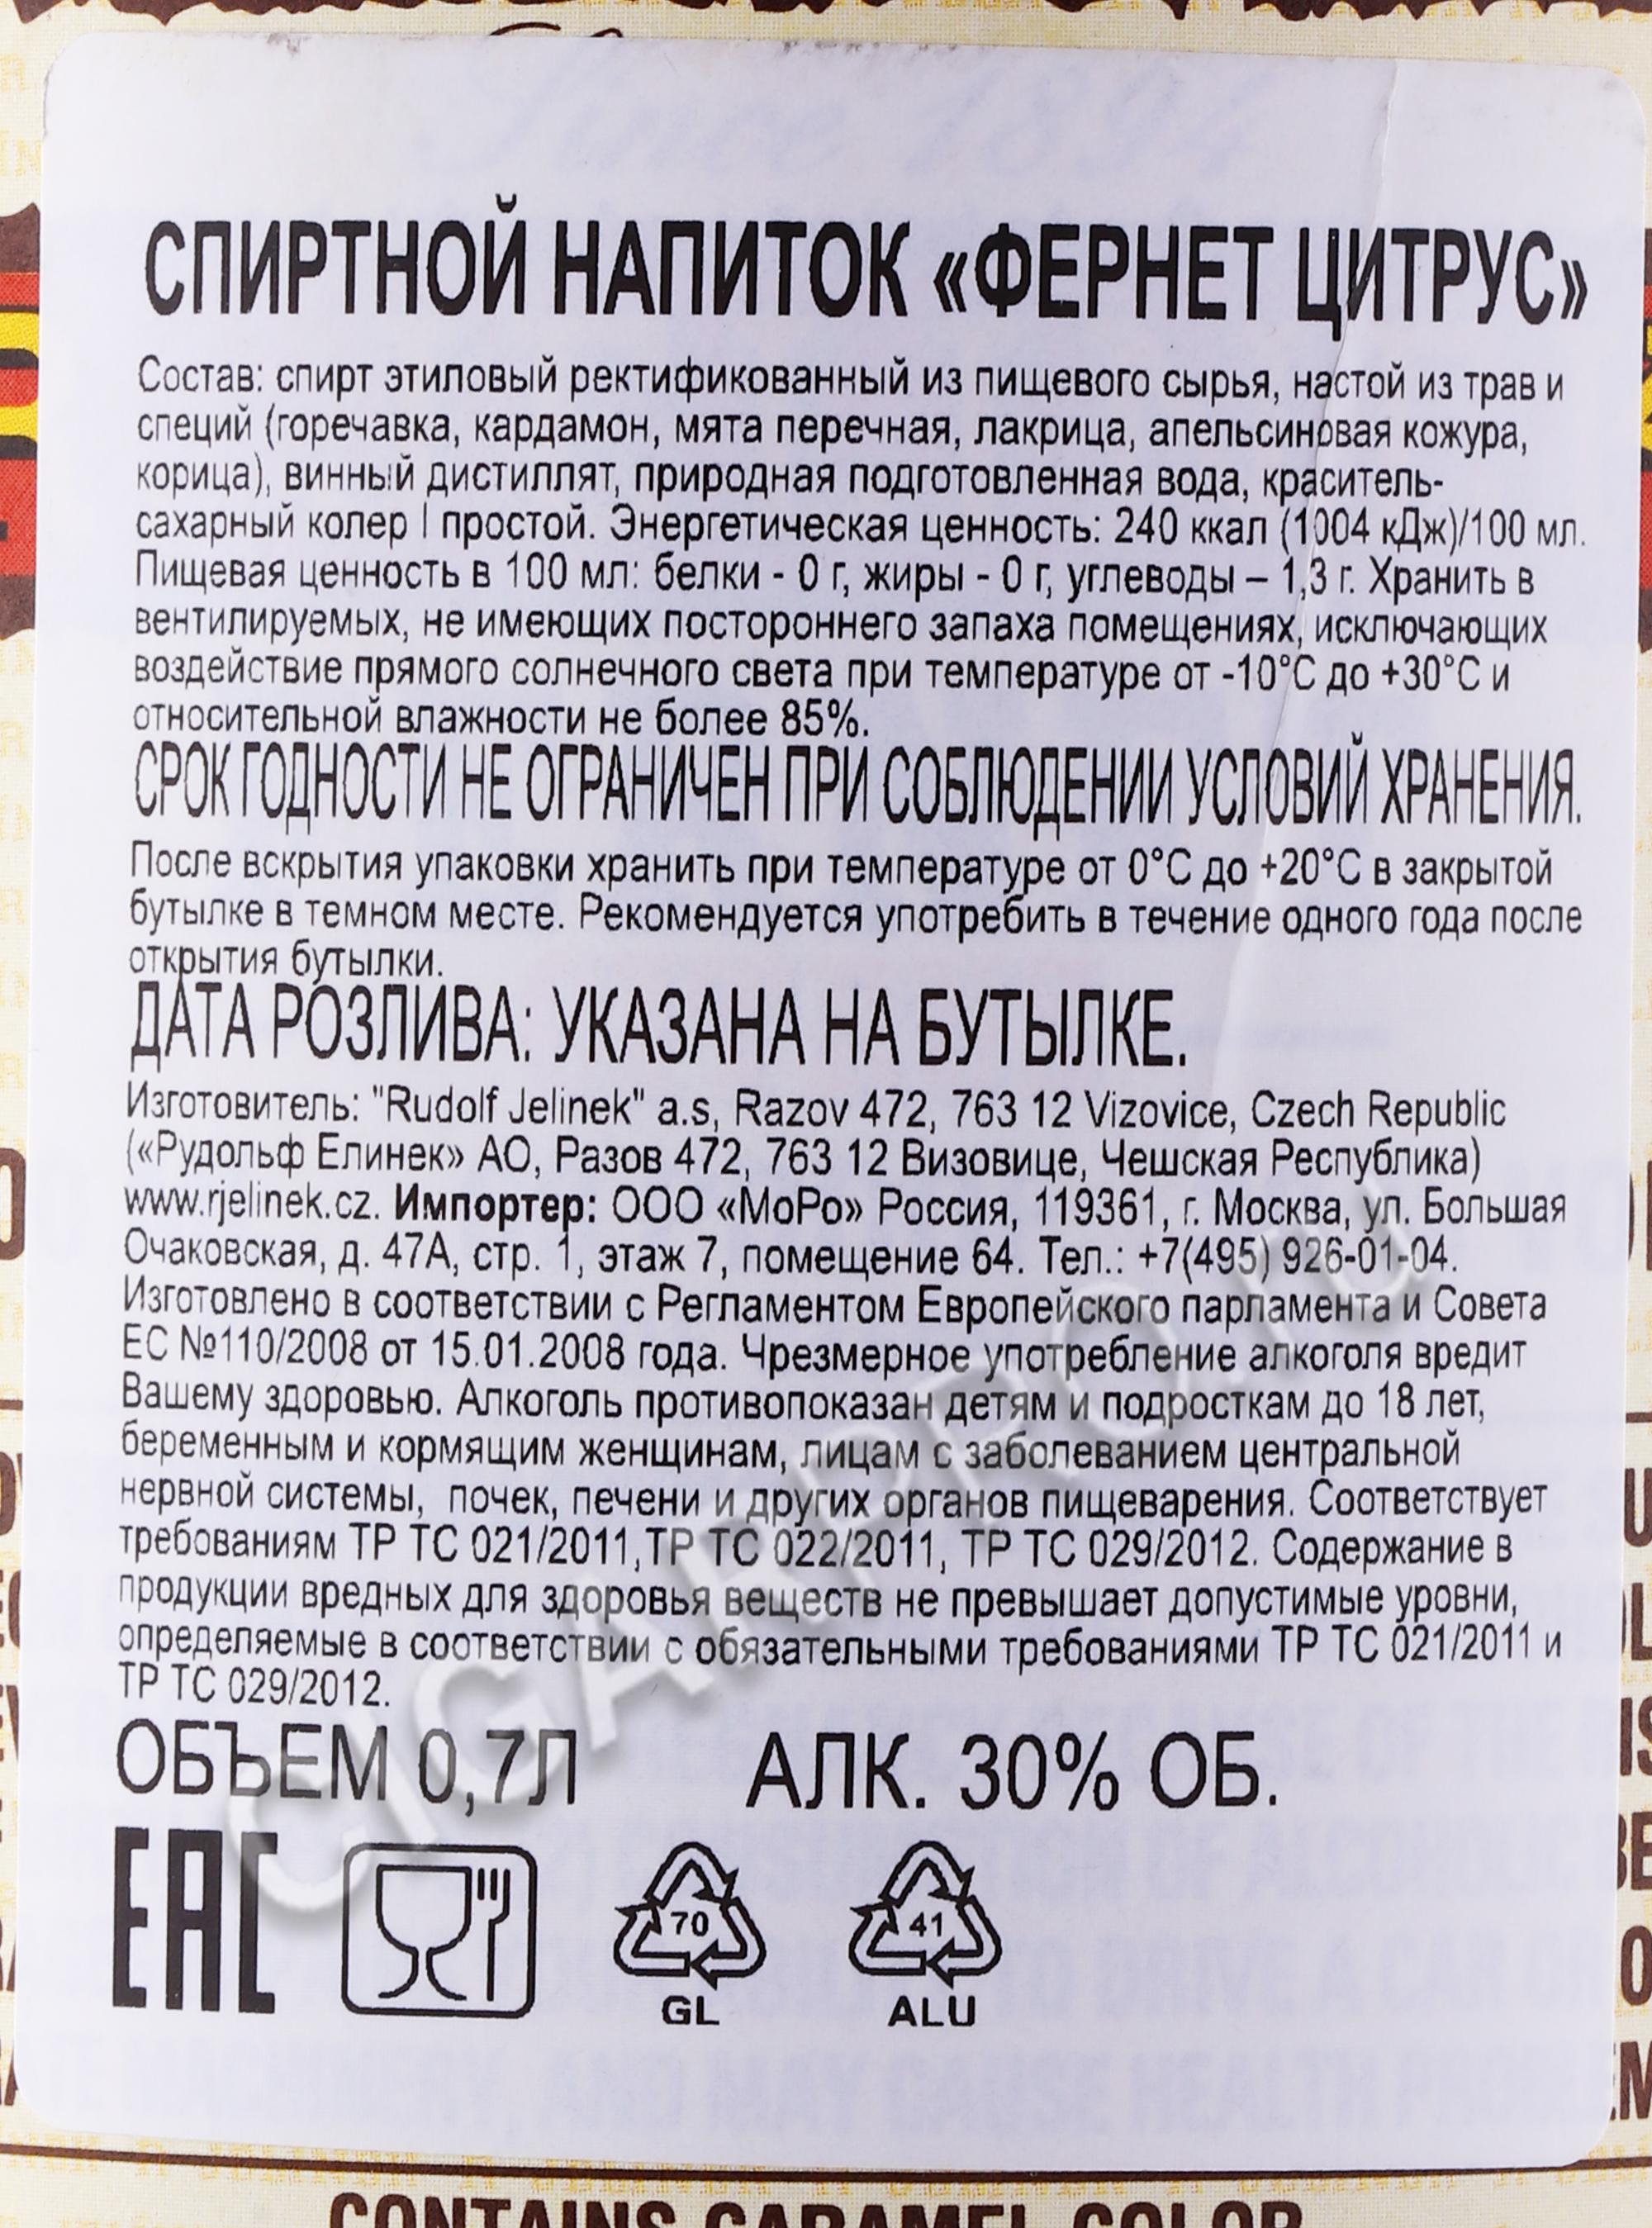 СПИРТНОЙ НАПИТОК «ФЕРНЕТ ЦИТРУС»
Состав: спирт этиловый ректификованный из пищевого сырья, настой из трав и
специй (горечавка, кардамон, мята перечная, лакрица, апельсиновая кожура,
корица), винный дистиллят, природная подготовленная вода, краситель-
сахарный колер I простой. Энергетическая ценность: 240 ккал (1004 кДж)/100 мл.
Пищевая ценность в 100 мл: белки - 0 г, жиры - 0 г, углеводы – 1,3 г. Хранить в
вентилируемых, не имеющих постороннего запаха помещениях, исключающих
воздействие прямого солнечного света при температуре от -10°С до +30°С и
относительной влажности не более 85%.
СРОК ГОДНОСТИ НЕ ОГРАНИЧЕН ПРИ СОБЛЮДЕНИИ УСЛОВИЙ ХРАНЕНИЯ.
После вскрытия упаковки хранить при температуре от 0°С до +20°С в закрытой
бутылке в темном месте. Рекомендуется употребить в течение одного года после
открытия бутылки.
ДАТА РОЗЛИВА: УКАЗАНА НА БУТЫЛКЕ.
Изготовитель: "Rudolf Jelinek" a.s, Razov 472, 763 12 Vizovice, Czech Republic
(«Рудольф Елинек» АО, Разов 472, 763 12 Визовице, Чешская Республика)
www.rjelinek.cz. Импортер: ООО «МоРо» Россия, 119361, г. Москва, ул. Большая
Очаковская, д. 47А, стр. 1, этаж 7, помещение 64. Тел.: +7(495) 926-01-04.
Изготовлено в соответствии с Регламентом Европейского парламента и Совета
ЕС №110/2008 от 15.01.2008 года. Чрезмерное употребление алкоголя вредит
Вашему здоровью. Алкоголь противопоказан детям и подросткам до 18 лет,
беременным и кормящим женщинам, лицам с заболеванием центральной
нервной системы, почек, печени и других органов пищеварения. Соответствует
требованиям ТР ТС 021/2011,ТР ТС 022/2011, ТР ТС 029/2012. Содержание в
продукции вредных для здоровья веществ не превышает допустимые уровни,
определяемые в соответствии с обязательными требованиями ТР ТС 021/2011 и
ТР ТС 029/2012.
ОБЪЕМ 0,7Л АЛК. 30% ОБ.
EAC 70 41
GL ALU
CIGARPRO.ru
CONTAINS CARAMEL COLOR